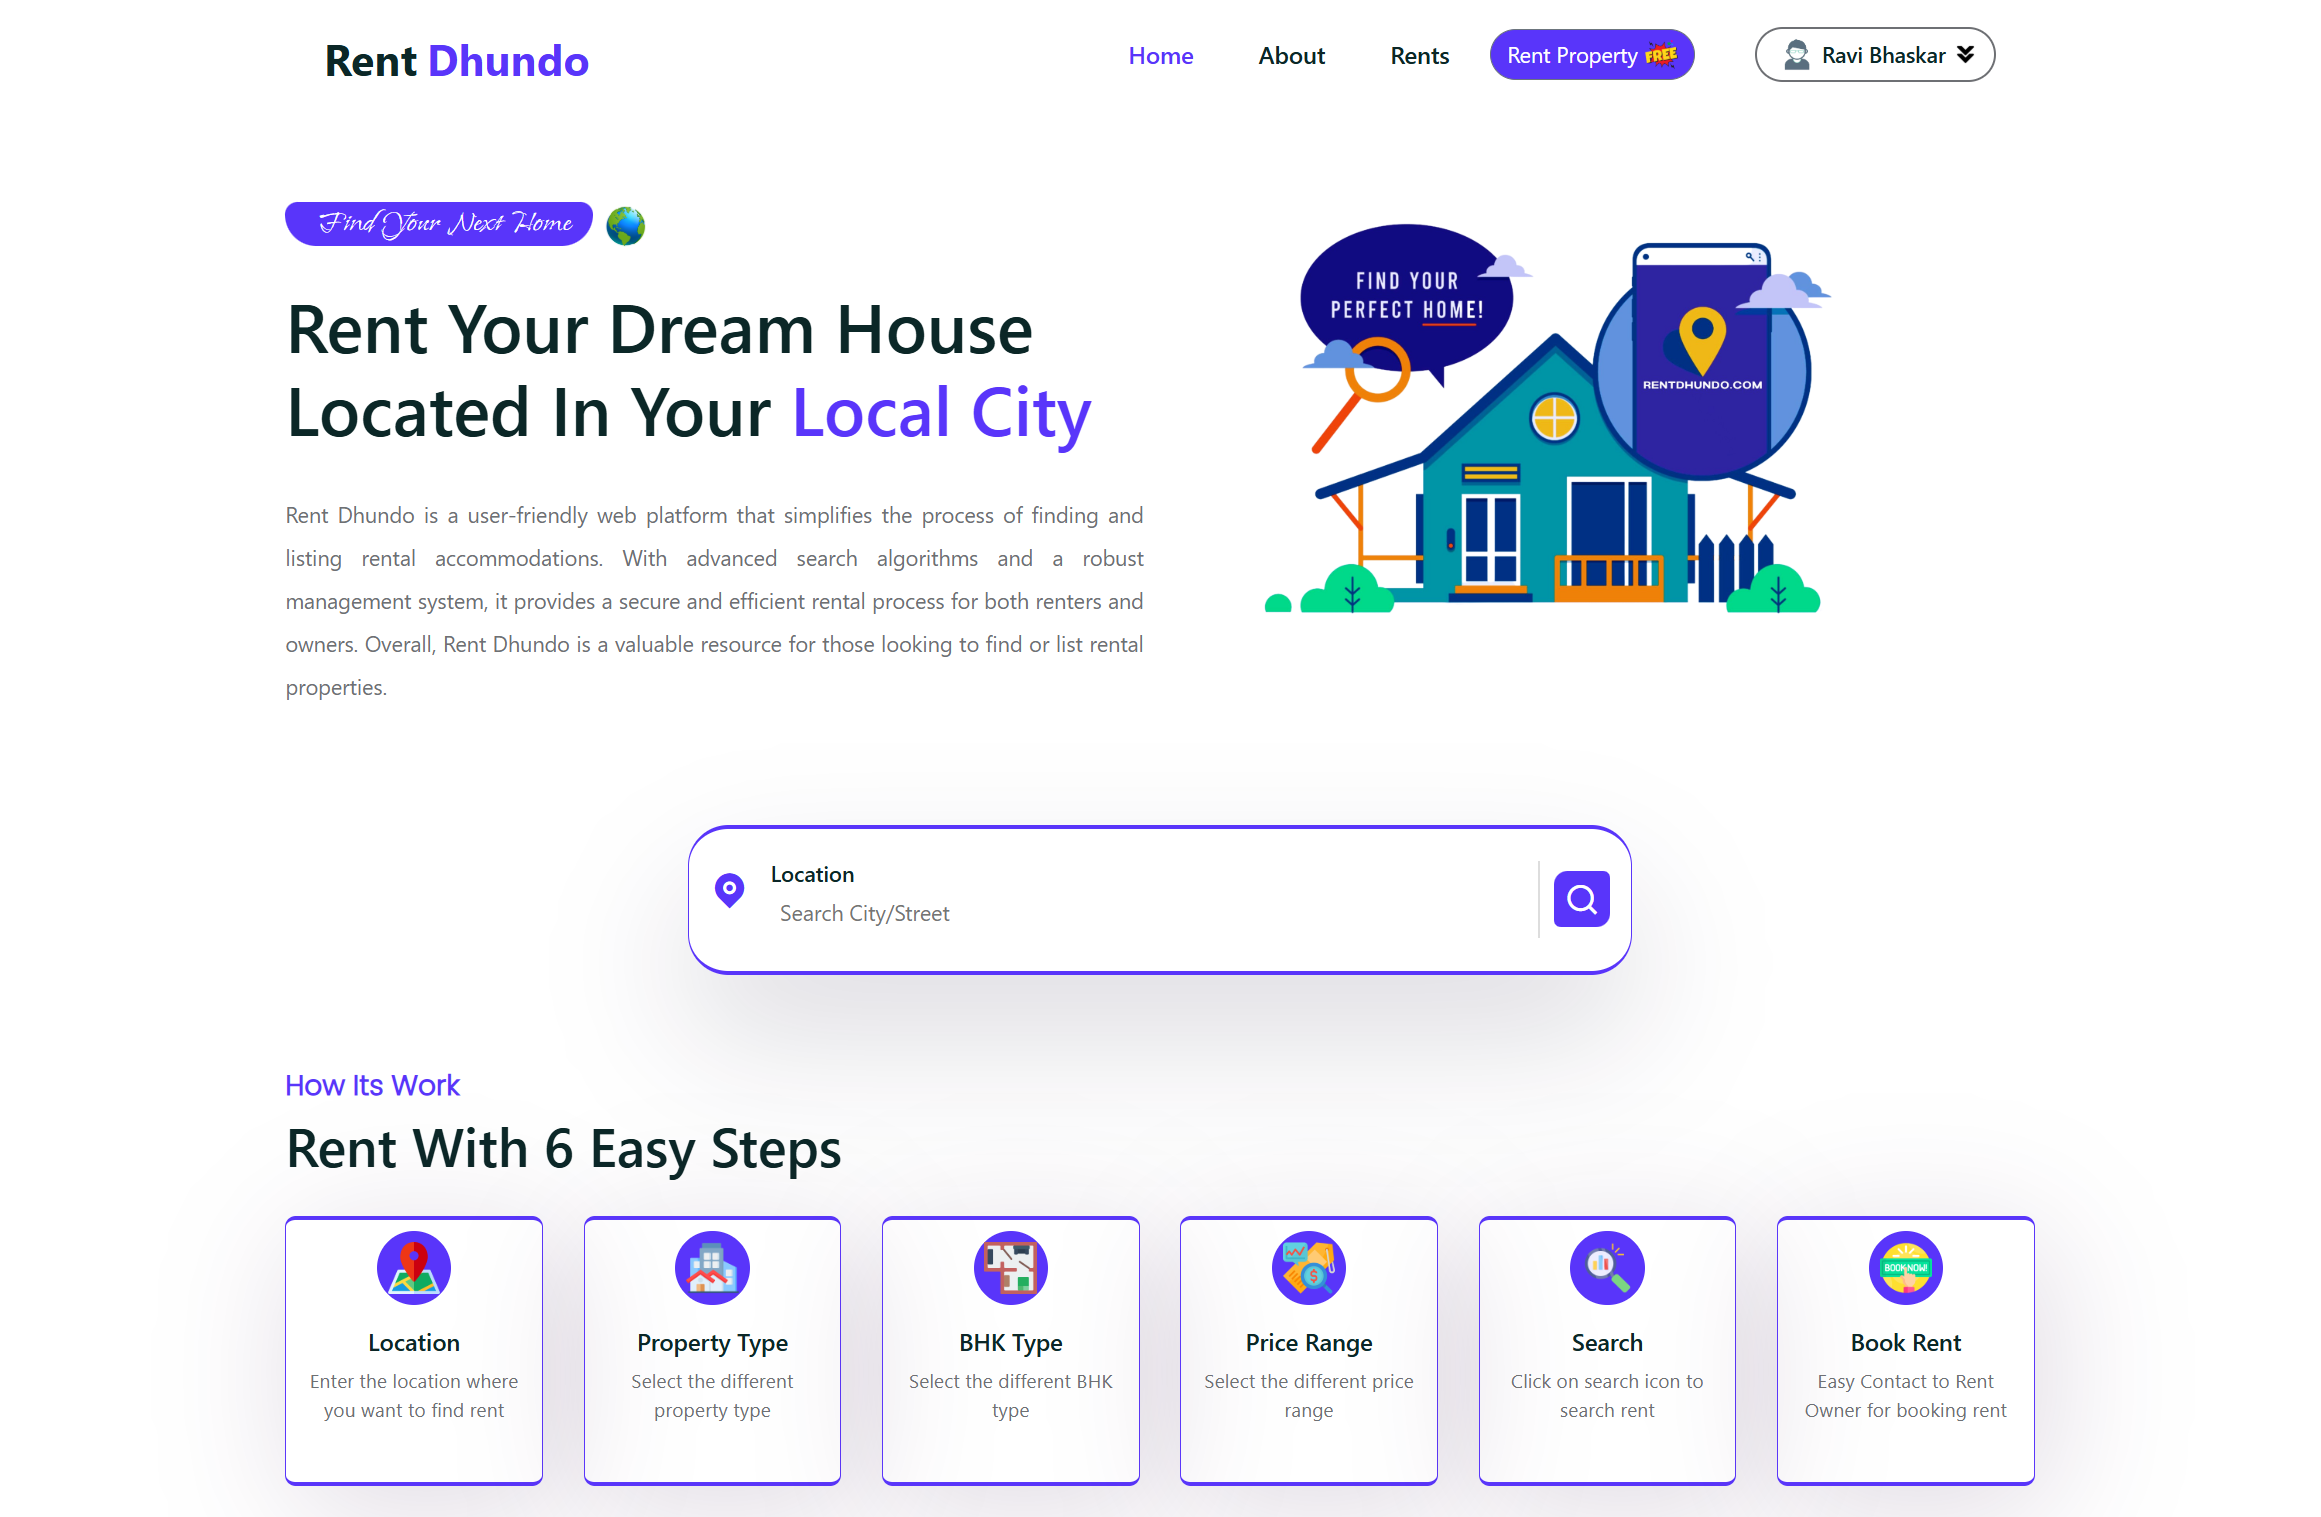 Rent Dhundo
Home
About
Rents
Rent Property FREE
Ravi Bhaskar
Find Your Next Home
Rent Your Dream House
Located In Your Local City
Rent Dhundo is a user-friendly web platform that simplifies the process of finding and
listing rental accommodations. With advanced search algorithms and a robust
management system, it provides a secure and efficient rental process for both renters and
owners. Overall, Rent Dhundo is a valuable resource for those looking to find or list rental
properties.
FIND YOUR
PERFECT HOME!
RENTDHUNDO.COM
Location
Search City/Street
How Its Work
Rent With 6 Easy Steps
Location
Enter the location where
you want to find rent
Property Type
Select the different
property type
BHK Type
Select the different BHK
type
Price Range
Select the different price
range
Search
Click on search icon to
search rent
BOOK NOW!
Book Rent
Easy Contact to Rent
Owner for booking rent